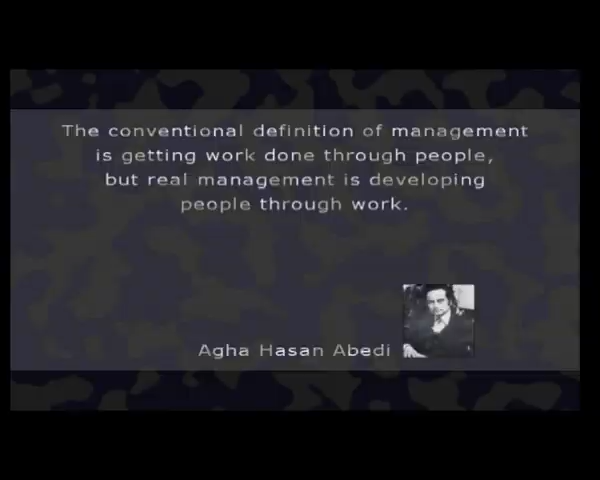 The conventional definition of management
is getting work done through people,
but real management is developing
people through work.
Agha Hasan Abedi